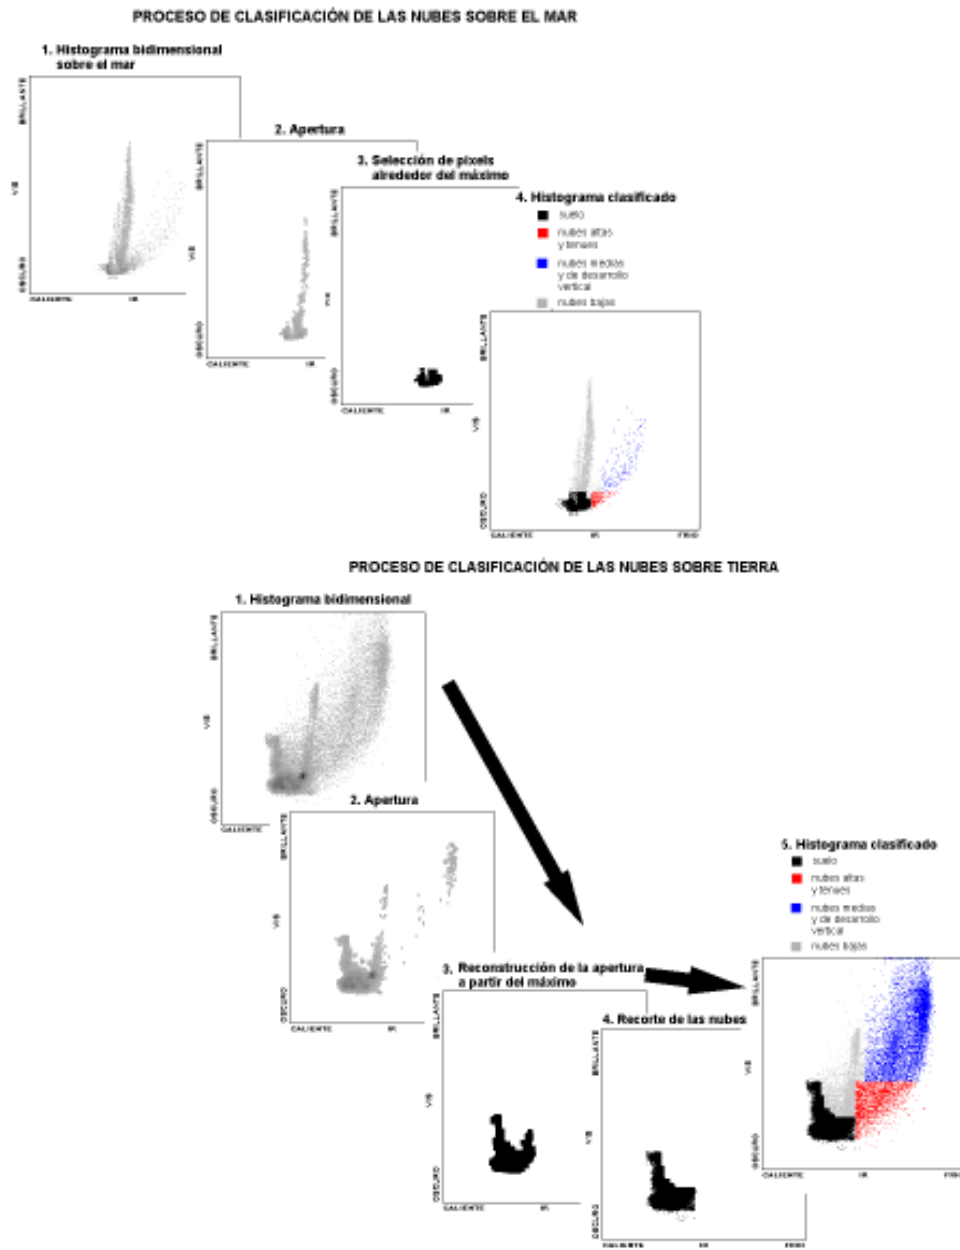 PROCESO DE CLASIFICACIÓN DE LAS NUBES SOBRE EL MAR
1. Histograma bidimensional
sobre el mar
BRILLANTE
VIS
OSCURO
CALIENTE
IR
2. Apertura
BRILLANTE
VIS
OSCURO
CALIENTE
IR
3. Selección de pixels
alrededor del máximo
BRILLANTE
VIS
OSCURO
CALIENTE
IR
4. Histograma clasificado
suelo
nubes altas
y tenues
nubes medias
y de desarrollo
vertical
nubes bajas
BRILLANTE
VIS
OSCURO
CALIENTE
IR
FRIO
PROCESO DE CLASIFICACIÓN DE LAS NUBES SOBRE TIERRA
1. Histograma bidimensional
BRILLANTE
VIS
OSCURO
CALIENTE
2. Apertura
BRILLANTE
VIS
OSCURO
CALIENTE
IR
3. Reconstrucción de la apertura
a partir del máximo
BRILLANTE
VIS
OSCURO
CALIENTE
IR
4. Recorte de las nubes
BRILLANTE
VIS
OSCURO
CALIENTE
IR
FRIO
5. Histograma clasificado
suelo
nubes altas
y tenues
nubes medias
y de desarrollo
vertical
nubes bajas
BRILLANTE
VIS
OSCURO
CALIENTE
IR
FRIO